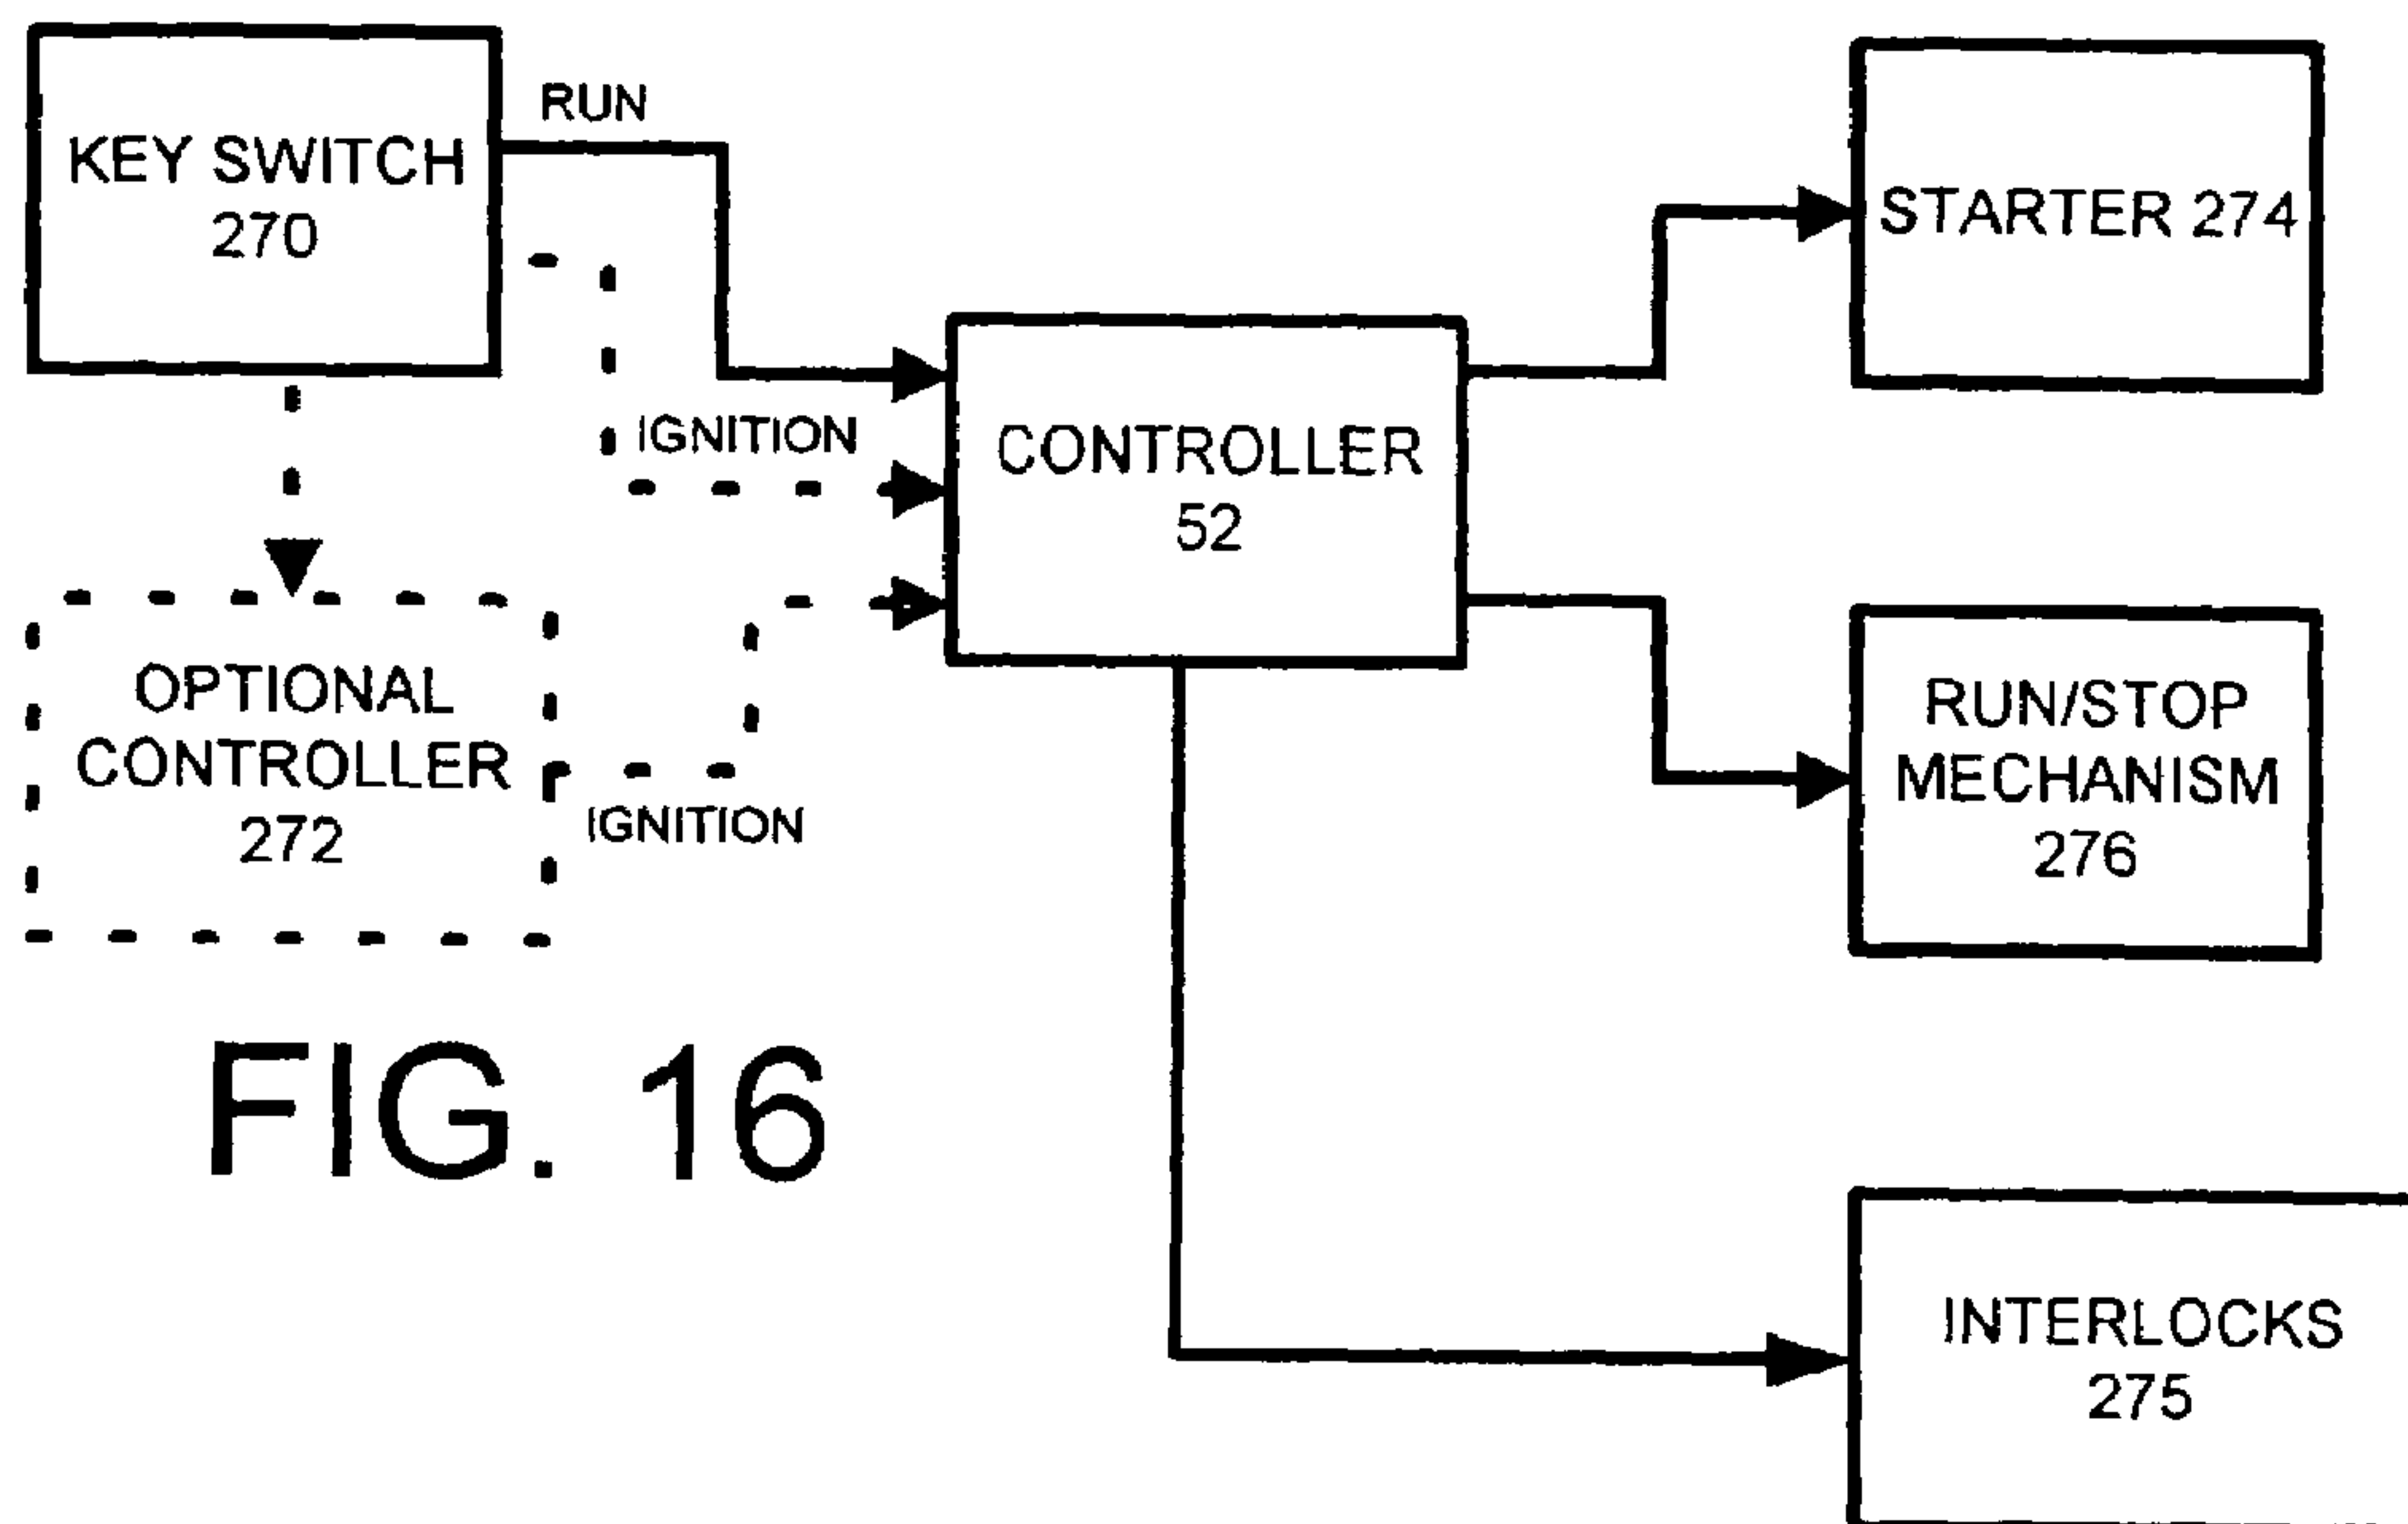 KEY SWITCH
270
RUN
IGNITION
OPTIONAL
CONTROLLER
272
IGNITION
CONTROLLER
52
STARTER 274
RUN/STOP
MECHANISM
276
INTERLOCKS
275
FIG. 16